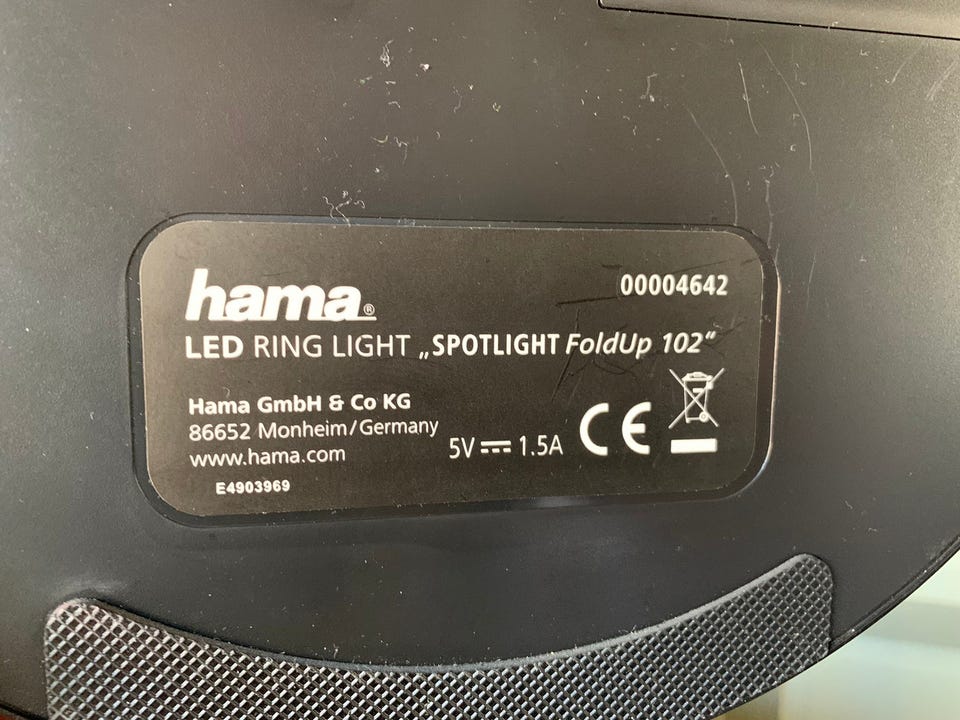 hama®
00004642
LED RING LIGHT „SPOTLIGHT FoldUp 102“
Hama GmbH & Co KG
86652 Monheim/Germany
www.hama.com
5V ⎓ 1.5A
CE
E4903969